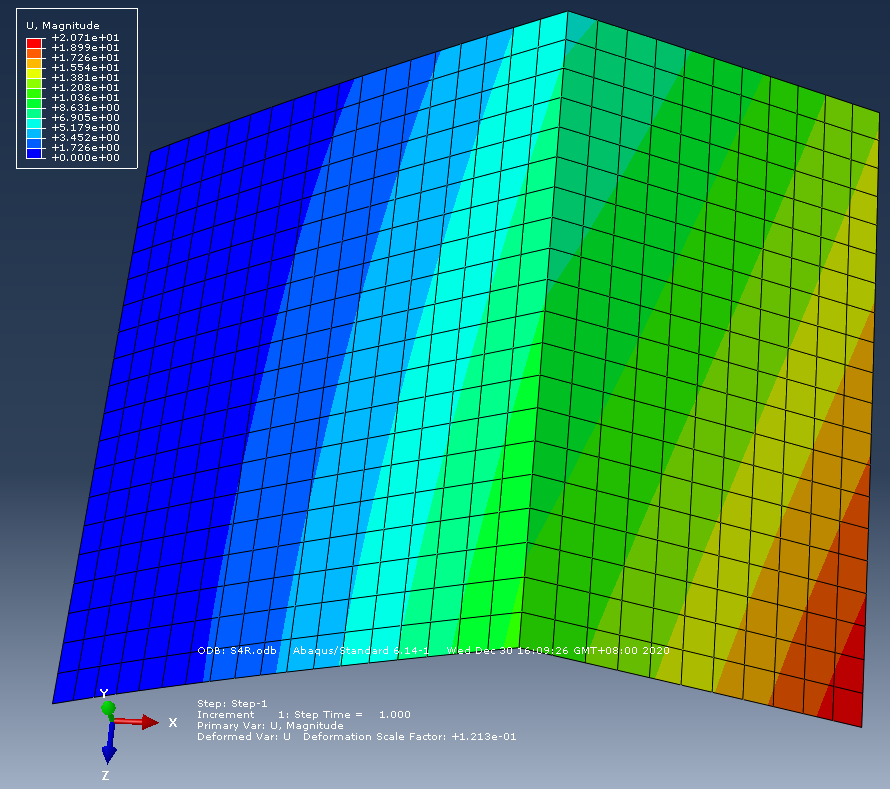 U, Magnitude
+2.071e+01
+1.899e+01
+1.726e+01
+1.554e+01
+1.381e+01
+1.208e+01
+1.036e+01
+8.631e+00
+6.905e+00
+5.179e+00
+3.452e+00
+1.726e+00
+0.000e+00
ODB: S4R.odb Abaqus/Standard 6.14-1 Wed Dec 30 16:09:26 GMT+08:00 2020
Y
X
Z
Step: Step-1
Increment 1: Step Time = 1.000
Primary Var: U, Magnitude
Deformed Var: U Deformation Scale Factor: +1.213e-01